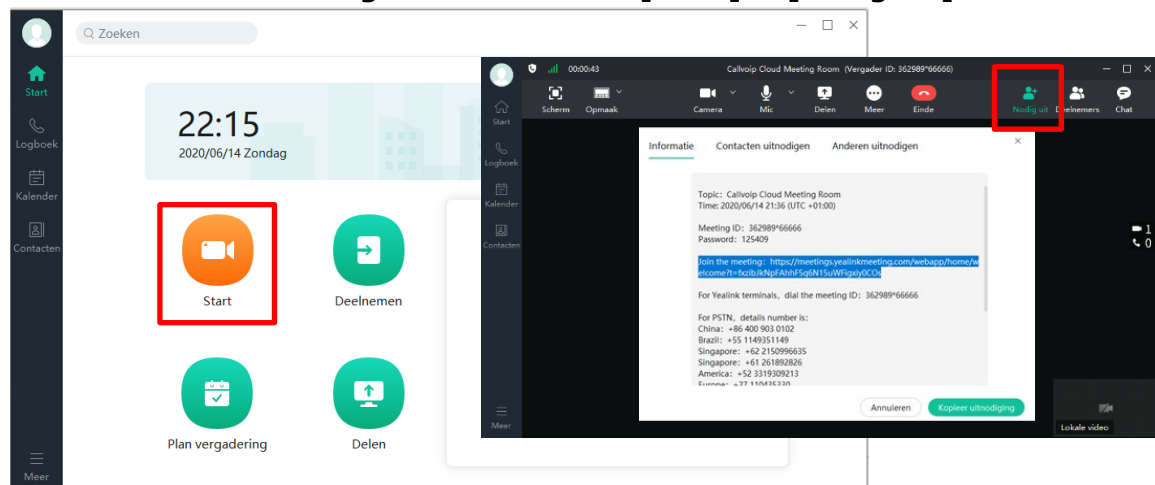 Zoeken
Start
Logboek
Kalender
Contacten
Meer
22:15
2020/06/14 Zondag
Start
Deelnemen
Plan vergadering
Delen
00:00:43
Callvoip Cloud Meeting Room (Vergader ID: 362989*66666)
Scherm
Opmaak
Camera
Mic
Delen
Meer
Einde
Nodig uit
Deelnemers
Chat
Start
Logboek
Kalender
Contacten
Meer
Informatie
Contacten uitnodigen
Anderen uitnodigen
Topic: Callvoip Cloud Meeting Room
Time: 2020/06/14 21:36 (UTC +01:00)
Meeting ID: 362989*66666
Password: 125409
Join the meeting: https://meetings.yealinkmeeting.com/webapp/home/w
For Yealink terminals, dial the meeting ID: 362989*66666
For PSTN, details number is:
China: +86 400 903 0102
Brazil: +55 1149351149
Singapore: +62 2150996635
Singapore: +61 261892826
America: +52 3319309213
Europe: +27 110435330
Annuleren
Kopieer uitnodiging
1
0
Lokale video